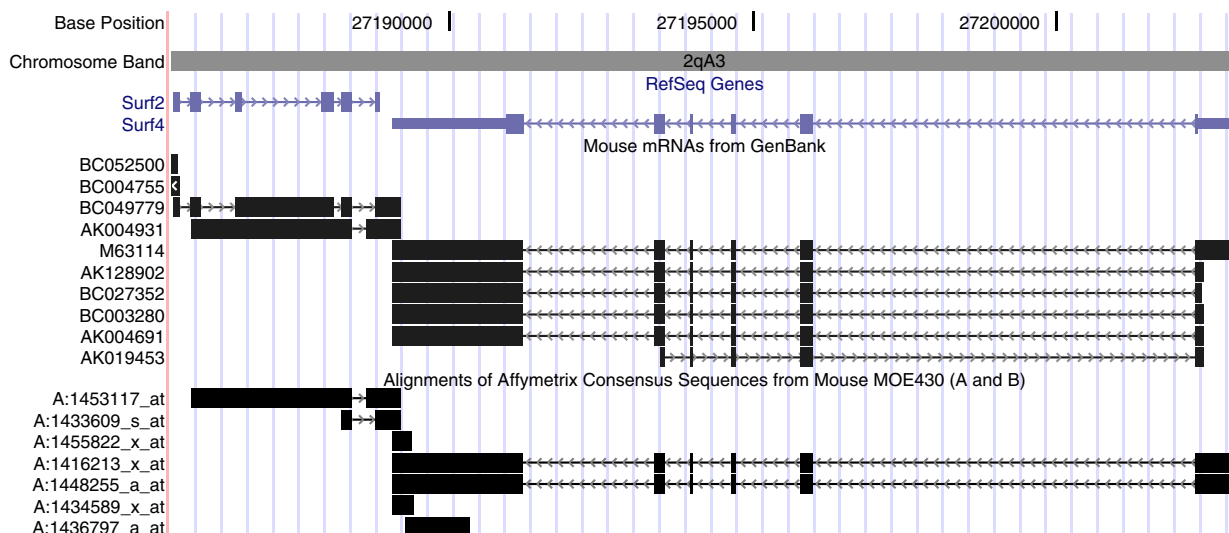 Base Position 27190000 27195000 27200000
Chromosome Band 2qA3
RefSeq Genes
Surf2
Surf4
Mouse mRNAs from GenBank
BC052500
BC004755
BC049779
AK004931
M63114
AK128902
BC027352
BC003280
AK004691
AK019453
Alignments of Affymetrix Consensus Sequences from Mouse MOE430 (A and B)
A:1453117_at
A:1433609_s_at
A:1455822_x_at
A:1416213_x_at
A:1448255_a_at
A:1434589_x_at
A:1436797_a_at